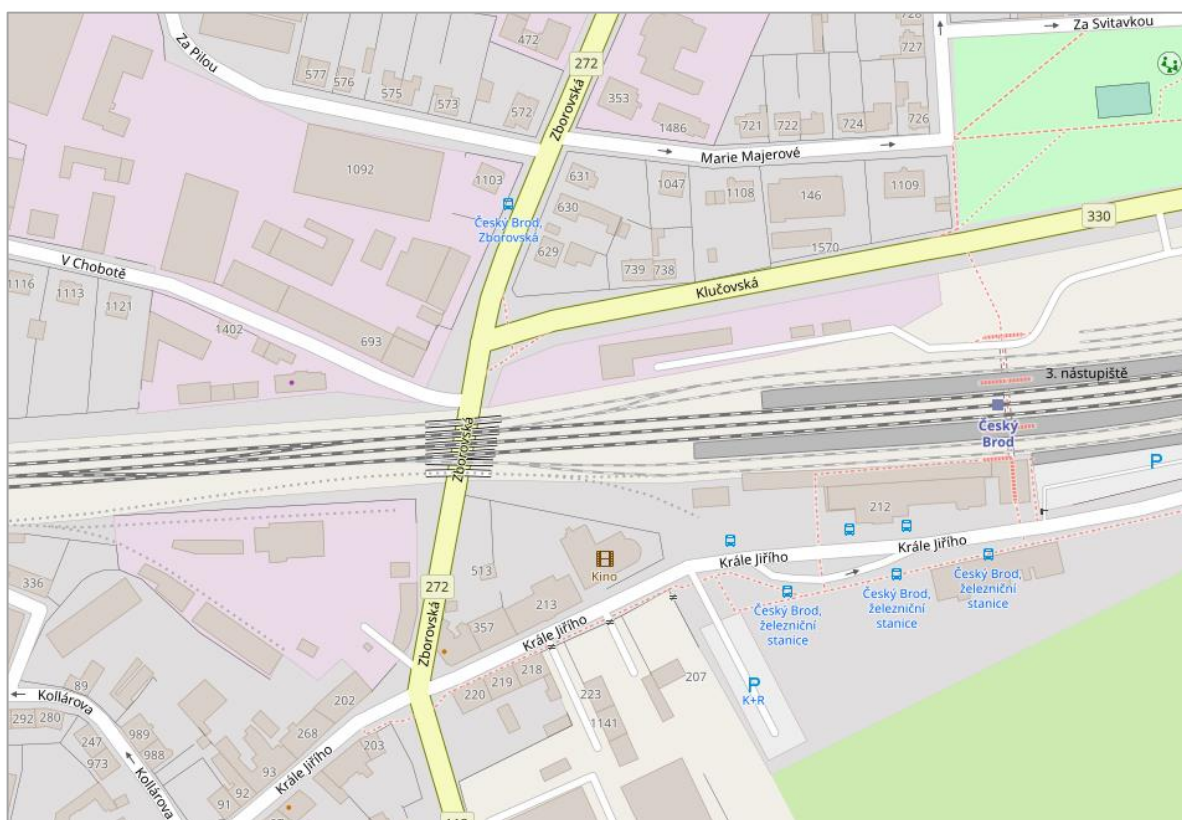 728
Za Svitavkou
472
727
Za Pilou
577
576
272
575
573
353
572
726
721
722
724
1486
Zborovská
Marie Majerové
1092
1103
631
1047
1108
146
1109
630
Český Brod,
Zborovská
330
629
1570
V Chobotě
739
738
1116
1113
1121
Klučovská
1402
693
3. nástupiště
Český
Brod
Zborovská
P
212
Krále Jiřího
Krále Jiřího
Kino
513
336
272
Český Brod,
železniční
stanice
Český Brod,
železniční
stanice
Český Brod,
železniční
stanice
213
357
Krále Jiřího
Zborovská
218
219
220
207
P
K+R
89
Kollárova
202
223
292
280
1141
989
988
247
973
268
203
93
92
91
Krále Jiřího
Kollárova